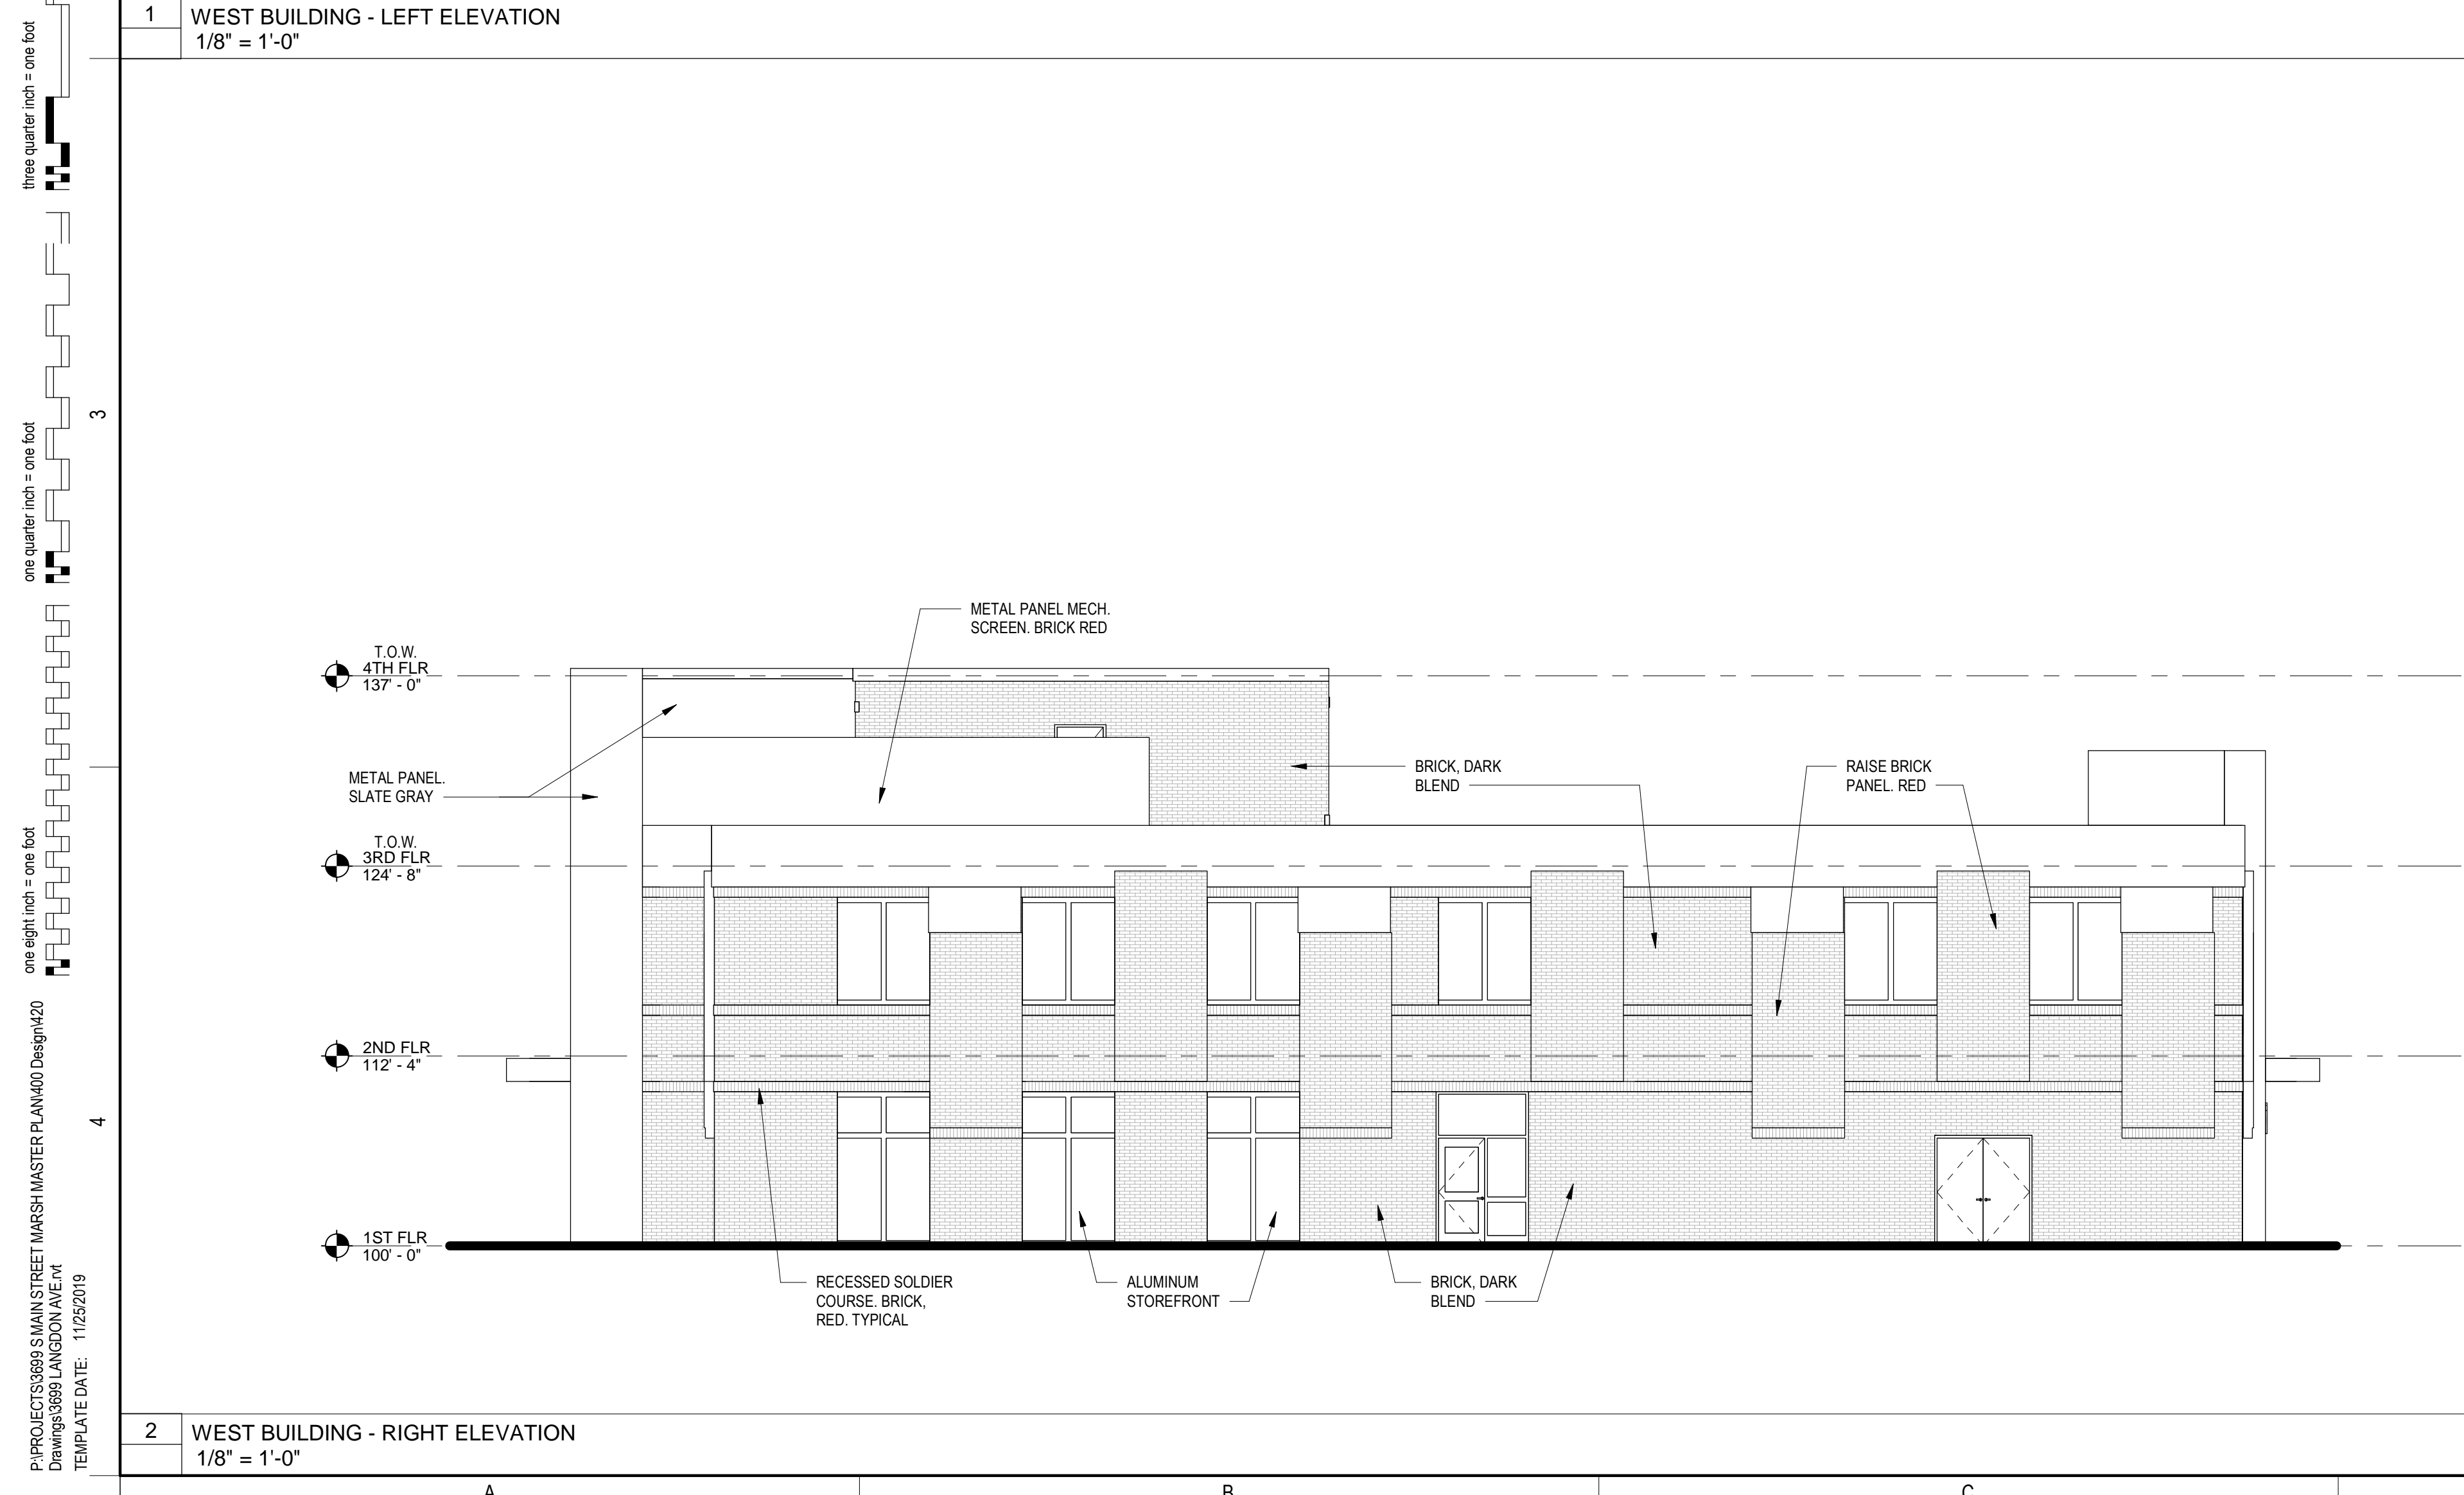 1
WEST BUILDING - LEFT ELEVATION
1/8" = 1'-0"
three quarter inch = one foot
one quarter inch = one foot
one eight inch = one foot
3
4
METAL PANEL MECH.
SCREEN. BRICK RED
T.O.W.
4TH FLR
137' - 0"
METAL PANEL.
SLATE GRAY
BRICK, DARK
BLEND
RAISE BRICK
PANEL. RED
T.O.W.
3RD FLR
124' - 8"
2ND FLR
112' - 4"
1ST FLR
100' - 0"
RECESSED SOLDIER
COURSE. BRICK,
RED. TYPICAL
ALUMINUM
STOREFRONT
BRICK, DARK
BLEND
P:\PROJECTS\3699 S MAIN STREET MARSH MASTER PLAN\400 Design\420
Drawings\3699 LANGDON AVE.rvt
TEMPLATE DATE: 11/25/2019
2
WEST BUILDING - RIGHT ELEVATION
1/8" = 1'-0"
A
B
C